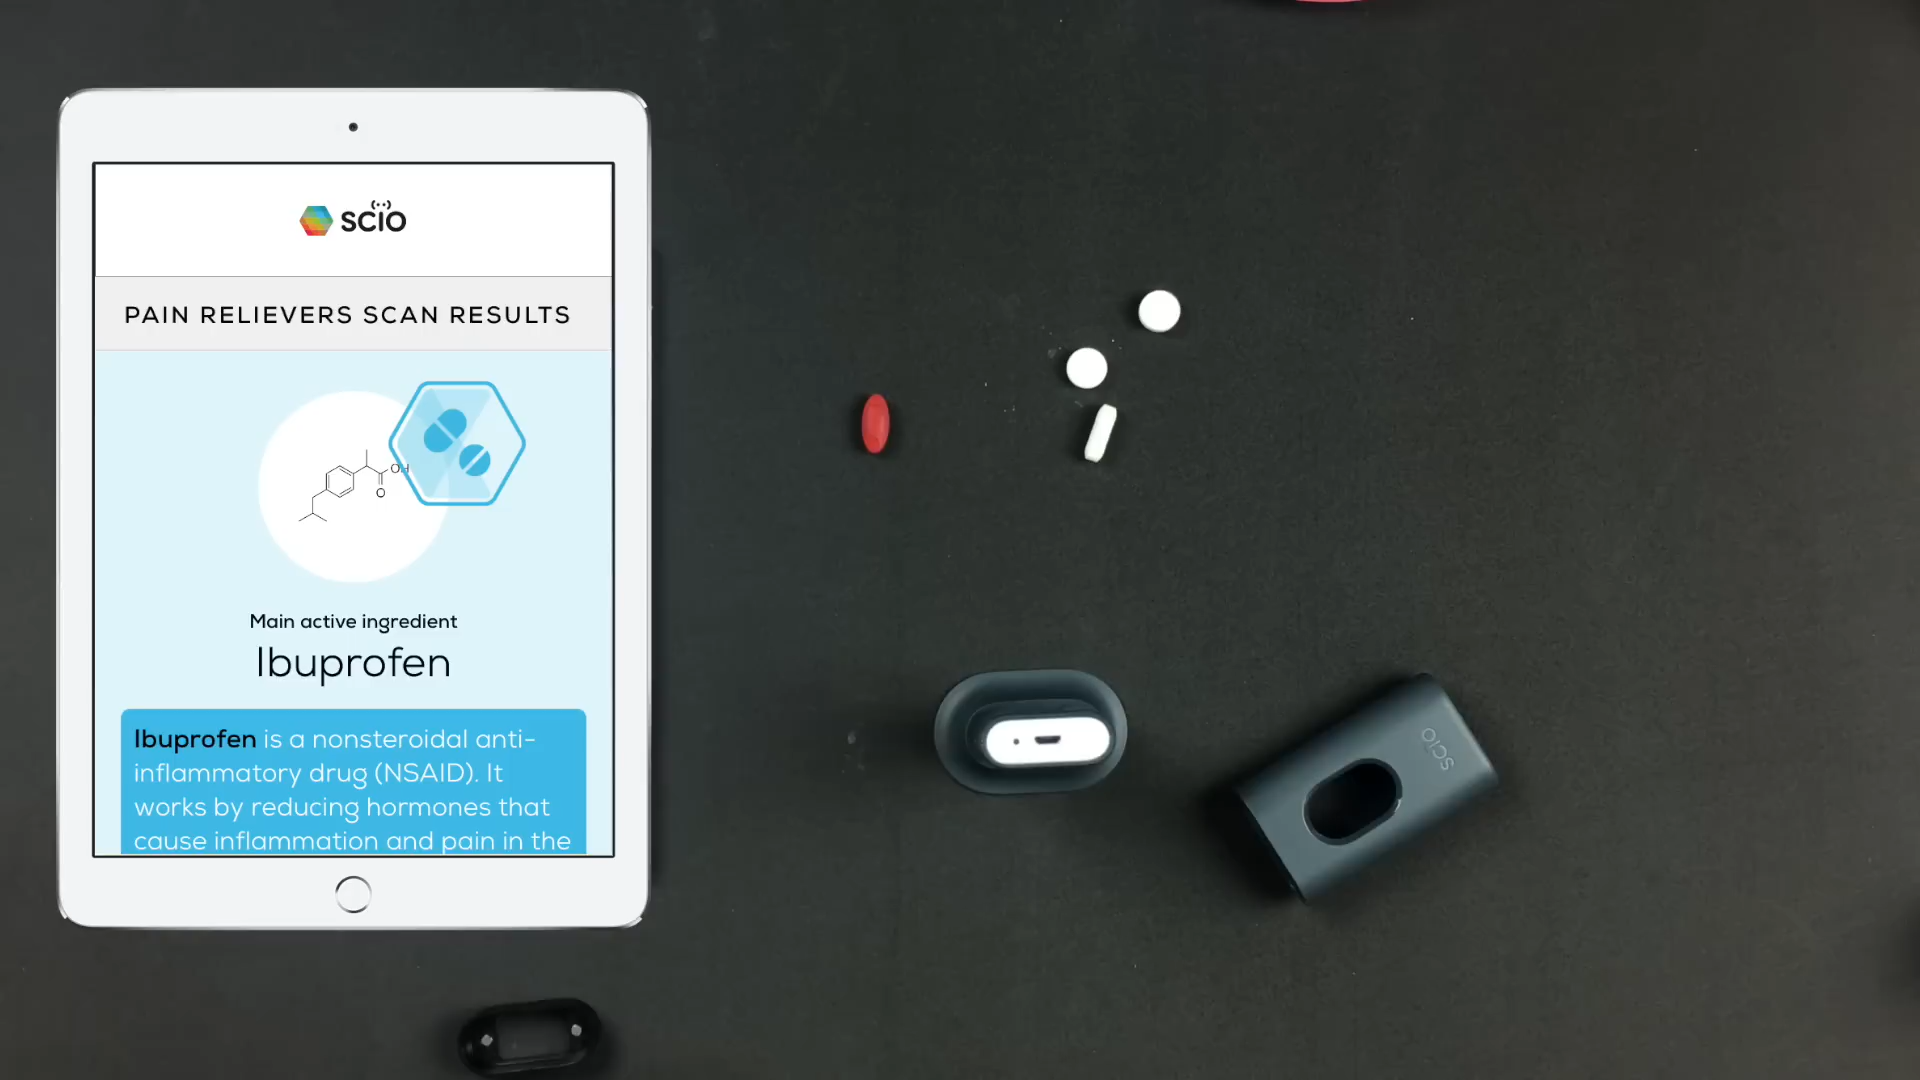 scio
PAIN RELIEVERS SCAN RESULTS
OH
O
Main active ingredient
Ibuprofen
Ibuprofen is a nonsteroidal anti-
inflammatory drug (NSAID). It
works by reducing hormones that
cause inflammation and pain in the
scio